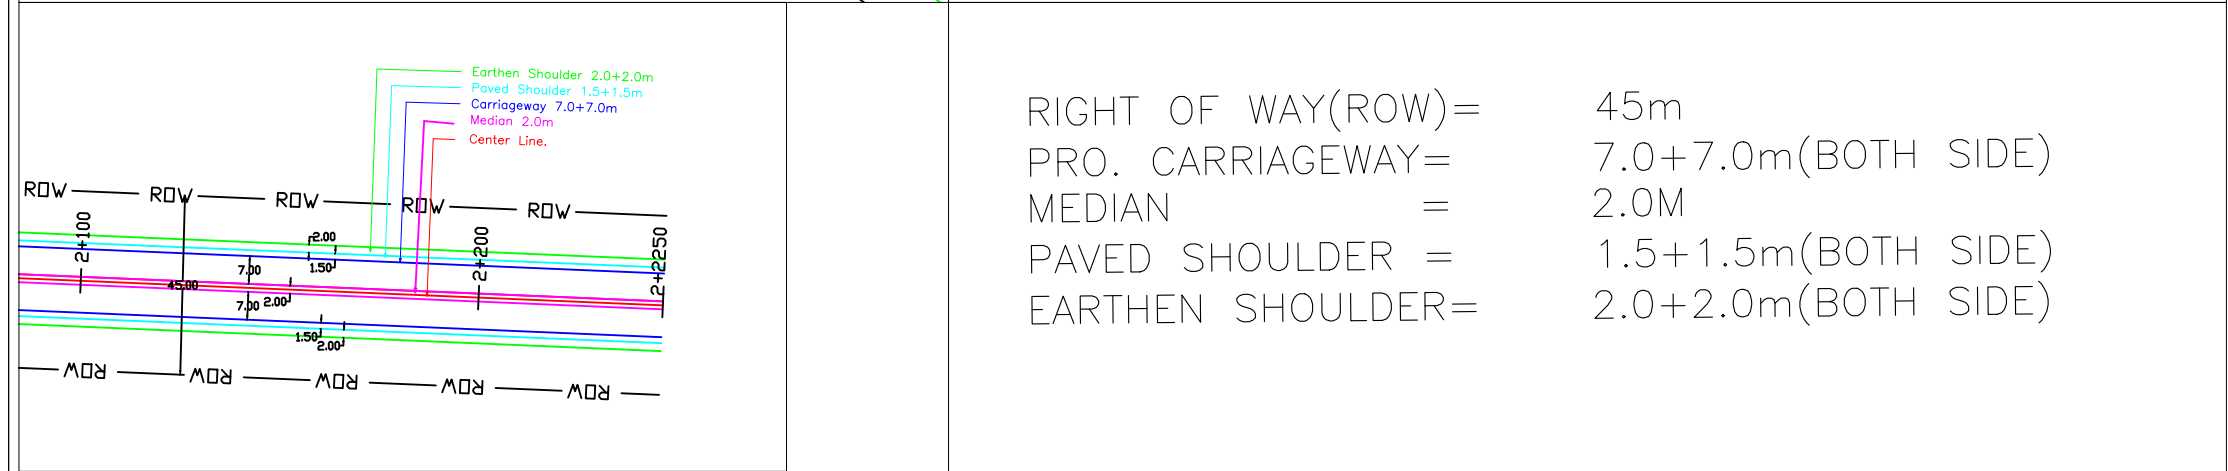 Earthen Shoulder 2.0+2.0m
Paved Shoulder 1.5+1.5m
Carriageway 7.0+7.0m
Median 2.0m
Center Line.
ROW ROW ROW ROW ROW
2+100
2+200
2+2250
2.00
1.50
7.00
45.00
7.00
2.00
1.50
2.00
ROW ROW ROW ROW ROW
RIGHT OF WAY(ROW)= 45m
PRO. CARRIAGEWAY= 7.0+7.0m(BOTH SIDE)
MEDIAN = 2.0M
PAVED SHOULDER = 1.5+1.5m(BOTH SIDE)
EARTHEN SHOULDER= 2.0+2.0m(BOTH SIDE)